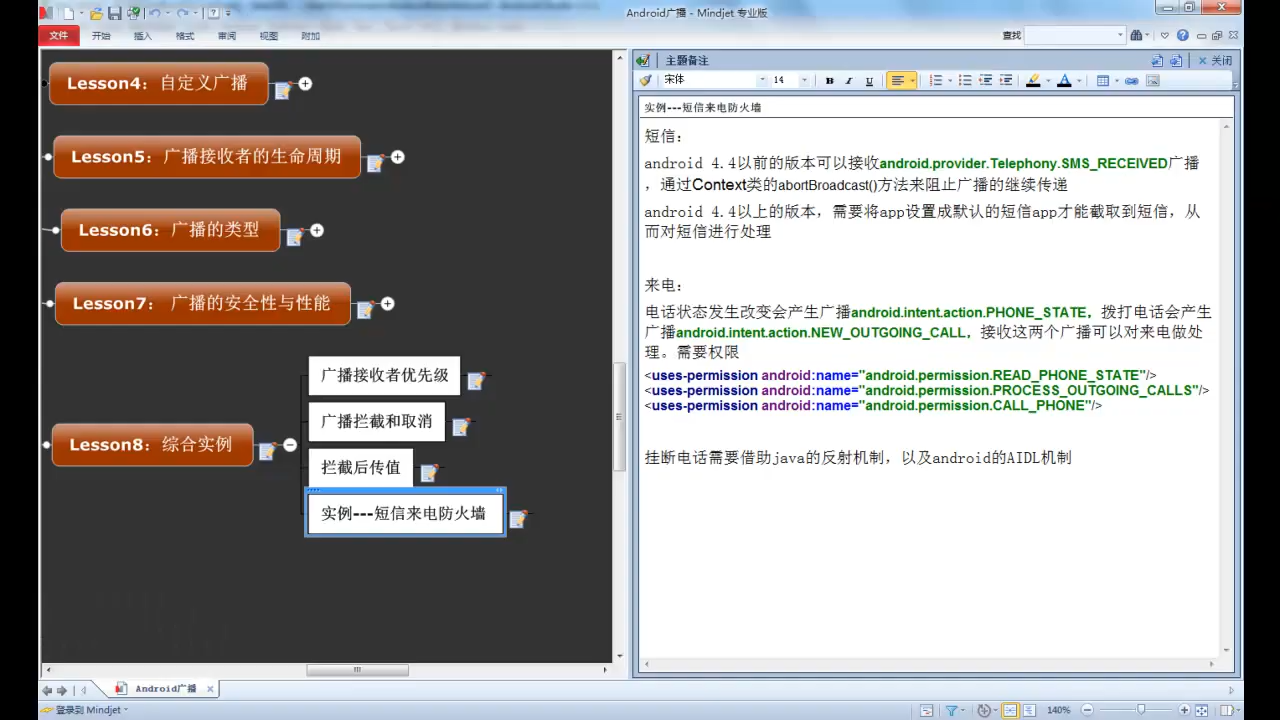 Android广播 - Mindjet 专业版
文件 开始 插入 格式 审阅 视图 附加
查找
Lesson4：自定义广播
Lesson5：广播接收者的生命周期
Lesson6：广播的类型
Lesson7： 广播的安全性与性能
Lesson8：综合实例
广播接收者优先级
广播拦截和取消
拦截后传值
实例---短信来电防火墙
主题备注
关闭
宋体 14 B I U
实例---短信来电防火墙
短信：
android 4.4以前的版本可以接收android.provider.Telephony.SMS_RECEIVED广播
，通过Context类的abortBroadcast()方法来阻止广播的继续传递
android 4.4以上的版本，需要将app设置成默认的短信app才能截取到短信，从
而对短信进行处理
来电：
电话状态发生改变会产生广播android.intent.action.PHONE_STATE，拨打电话会产生
广播android.intent.action.NEW_OUTGOING_CALL，接收这两个广播可以对来电做处
理。需要权限
<uses-permission android:name="android.permission.READ_PHONE_STATE"/>
<uses-permission android:name="android.permission.PROCESS_OUTGOING_CALLS"/>
<uses-permission android:name="android.permission.CALL_PHONE"/>
挂断电话需要借助java的反射机制，以及android的AIDL机制
Android广播
登录到 Mindjet
140%